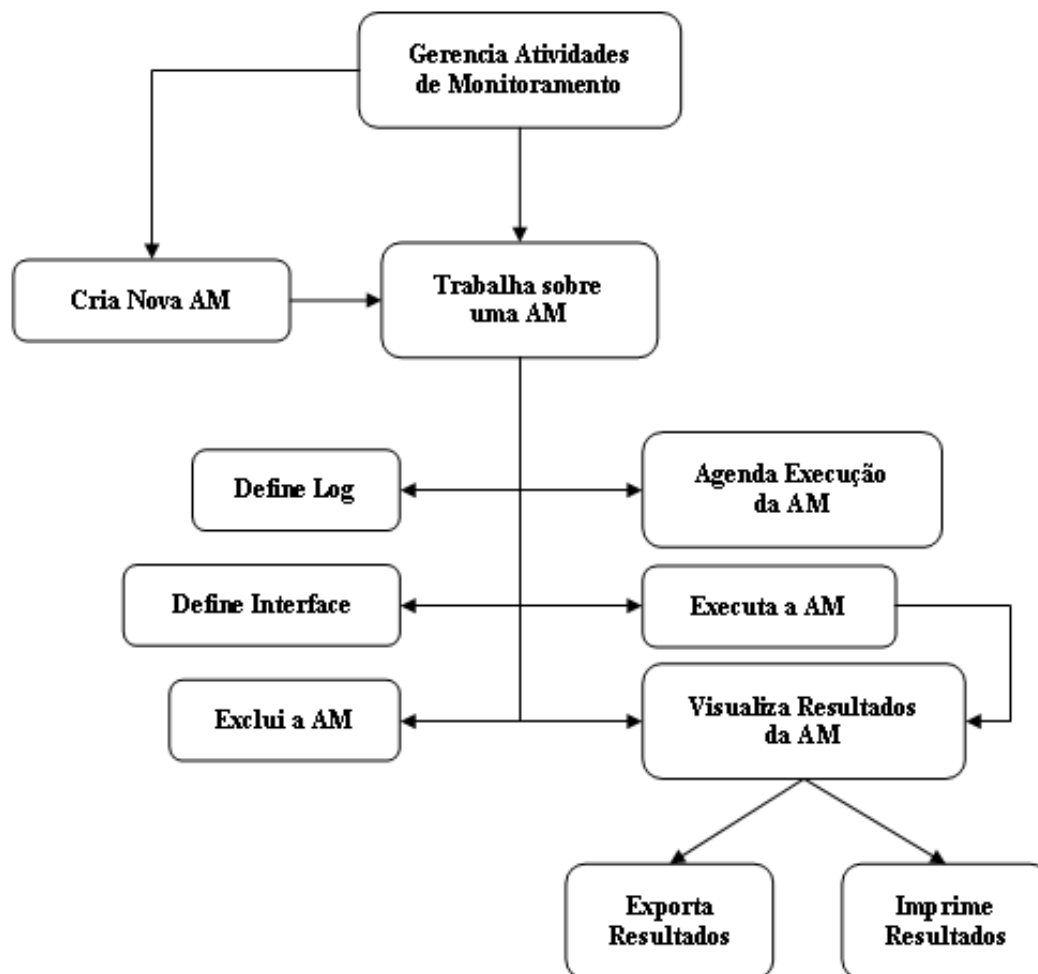 Gerencia Atividades
de Monitoramento
Cria Nova AM
Trabalha sobre
uma AM
Define Log
Agenda Execução
da AM
Define Interface
Executa a AM
Exclui a AM
Visualiza Resultados
da AM
Exporta
Resultados
Imprime
Resultados